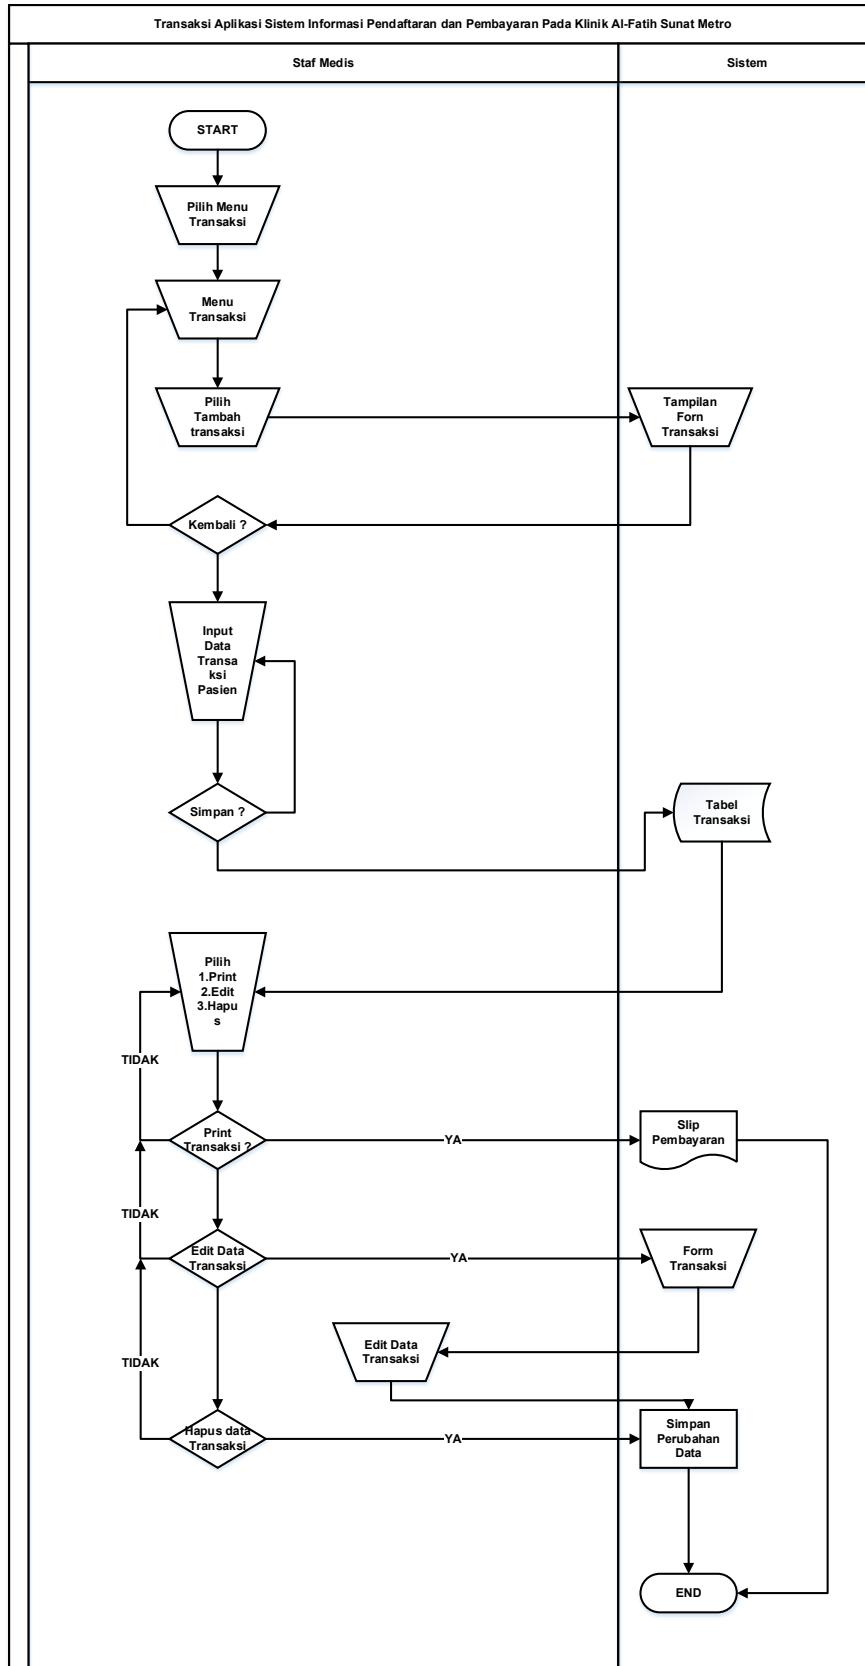 Transaksi Aplikasi Sistem Informasi Pendaftaran dan Pembayaran Pada Klinik Al-Fatih Sunat Metro
Staf Medis
Sistem
START
Pilih Menu
Transaksi
Menu
Transaksi
Pilih
Tambah
transaksi
Tampilan
Forn
Transaksi
Kembali ?
Input
Data
Transa
ksi
Pasien
Simpan ?
Tabel
Transaksi
Pilih
1.Print
2.Edit
3.Hapu
s
TIDAK
Print
Transaksi ?
YA
Slip
Pembayaran
TIDAK
Edit Data
Transaksi
YA
Form
Transaksi
Edit Data
Transaksi
TIDAK
Hapus data
Transaksi
YA
Simpan
Perubahan
Data
END